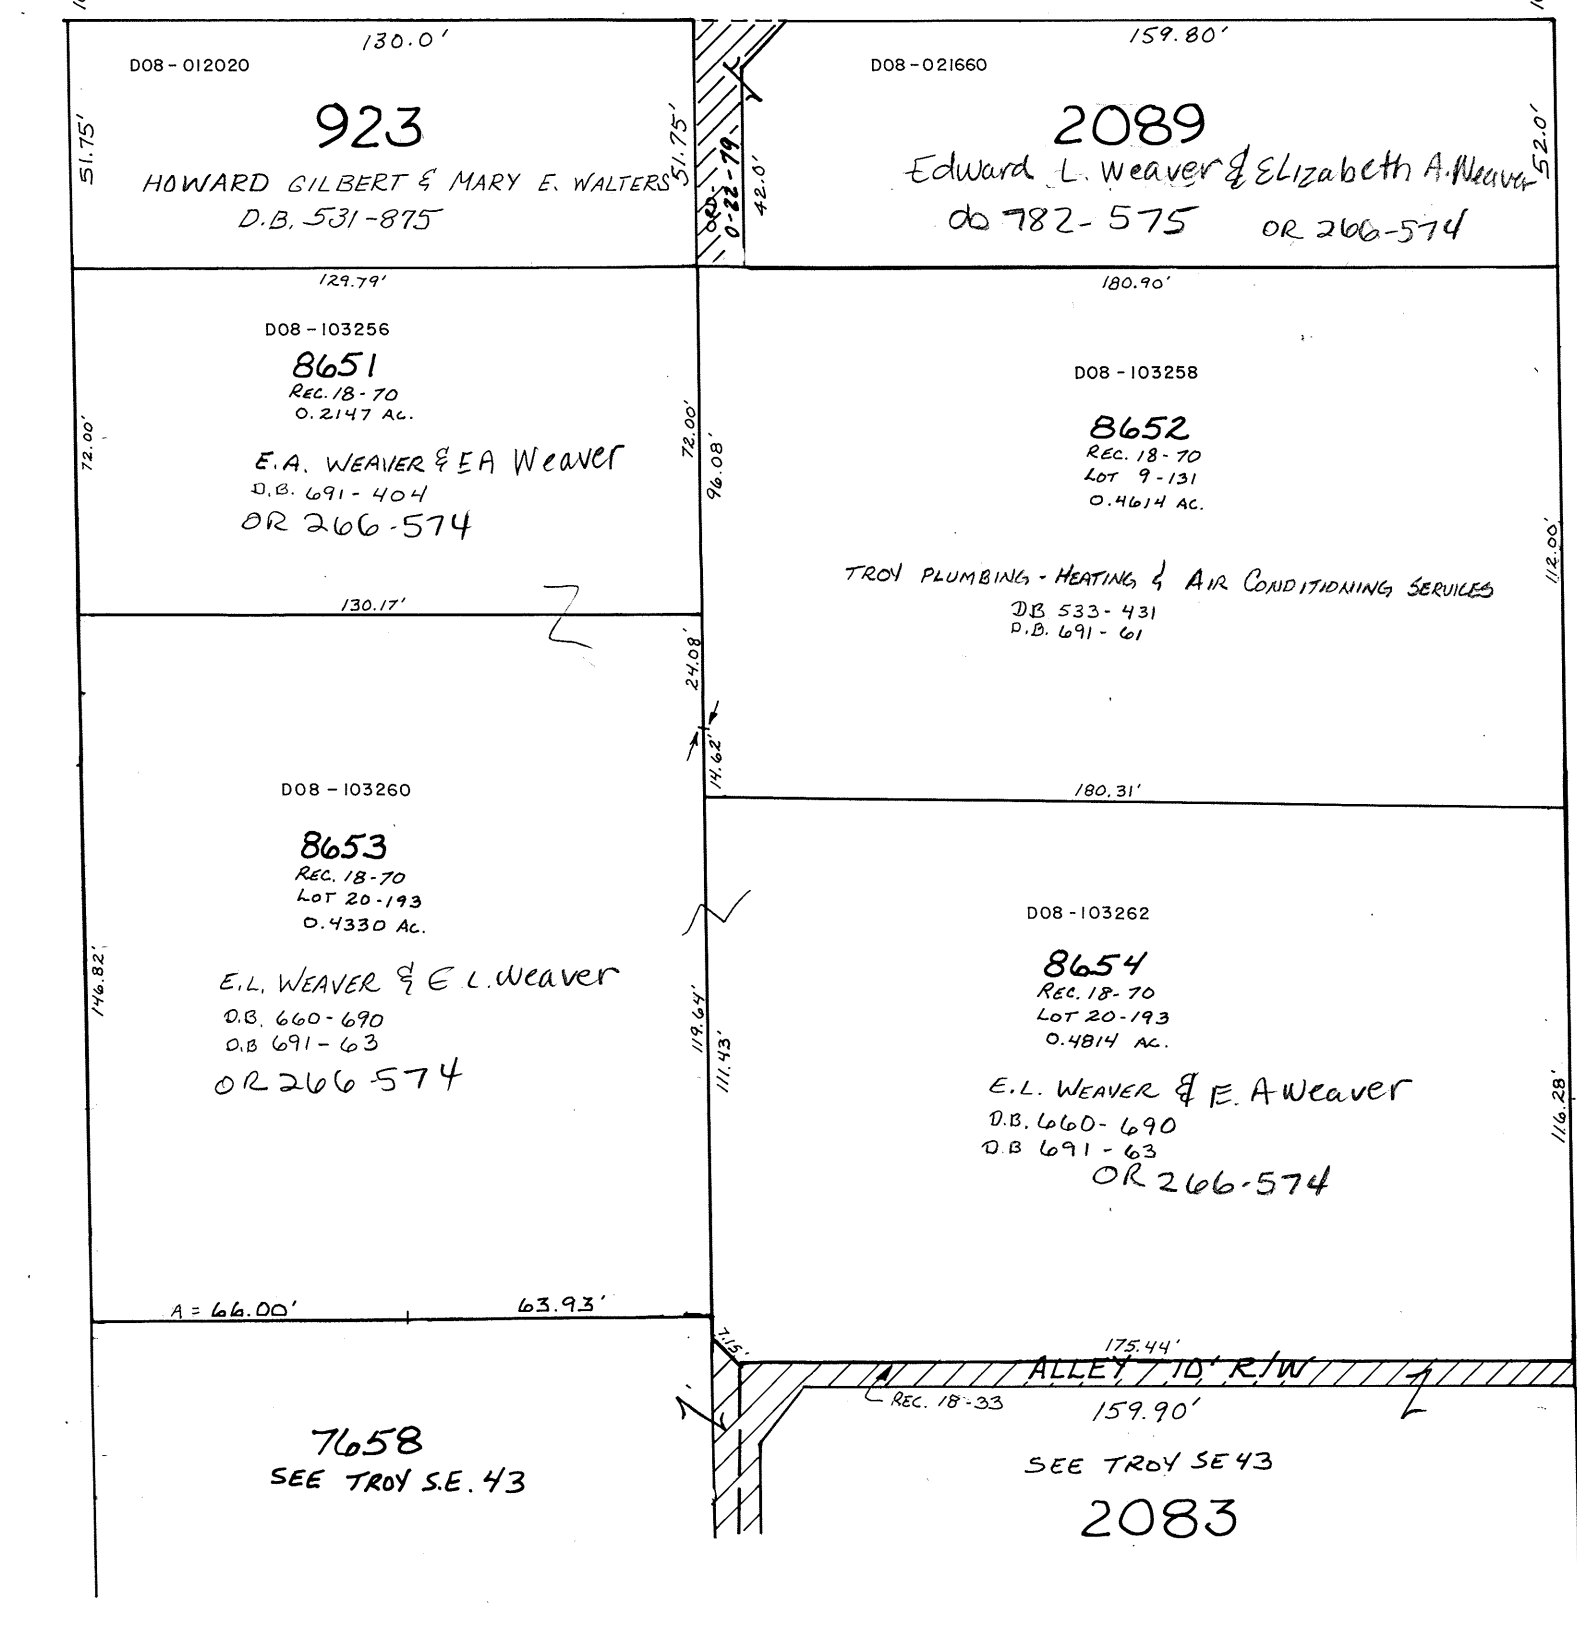 130.0'
D08-012020
923
51.75'
51.75'
HOWARD GILBERT & MARY E. WALTERS
D.B. 531-875
ORD.
0-22-79
42.0'
159.80'
D08-021660
2089
52.0'
Edward L. Weaver & Elizabeth A. Weaver
db 782-575 OR 266-574
129.79'
D08-103256
8651
REC. 18-70
0.2147 AC.
72.00'
72.00'
E.A. WEAVER & EA Weaver
D.B. 691-404
OR 266-574
130.17'
180.90'
D08-103258
8652
REC. 18-70
LOT 9-131
0.4614 AC.
96.08'
112.00'
TROY PLUMBING - HEATING & AIR CONDITIONING SERVICES
DB 533-431
D.B. 691-61
24.08'
14.62'
180.31'
D08-103260
8653
REC. 18-70
LOT 20-193
0.4330 AC.
146.82'
E.L. WEAVER & E L. Weaver
D.B. 660-690
D.B 691-63
OR 266-574
119.64'
111.43'
A = 66.00'
63.93'
D08-103262
8654
REC. 18-70
LOT 20-193
0.4814 AC.
E.L. WEAVER & E. A Weaver
D.B. 660-690
D.B 691-63
OR 266-574
116.28'
7.15'
175.44'
ALLEY 10' R/W
REC. 18-33
159.90'
7658
SEE TROY S.E. 43
SEE TROY SE 43
2083